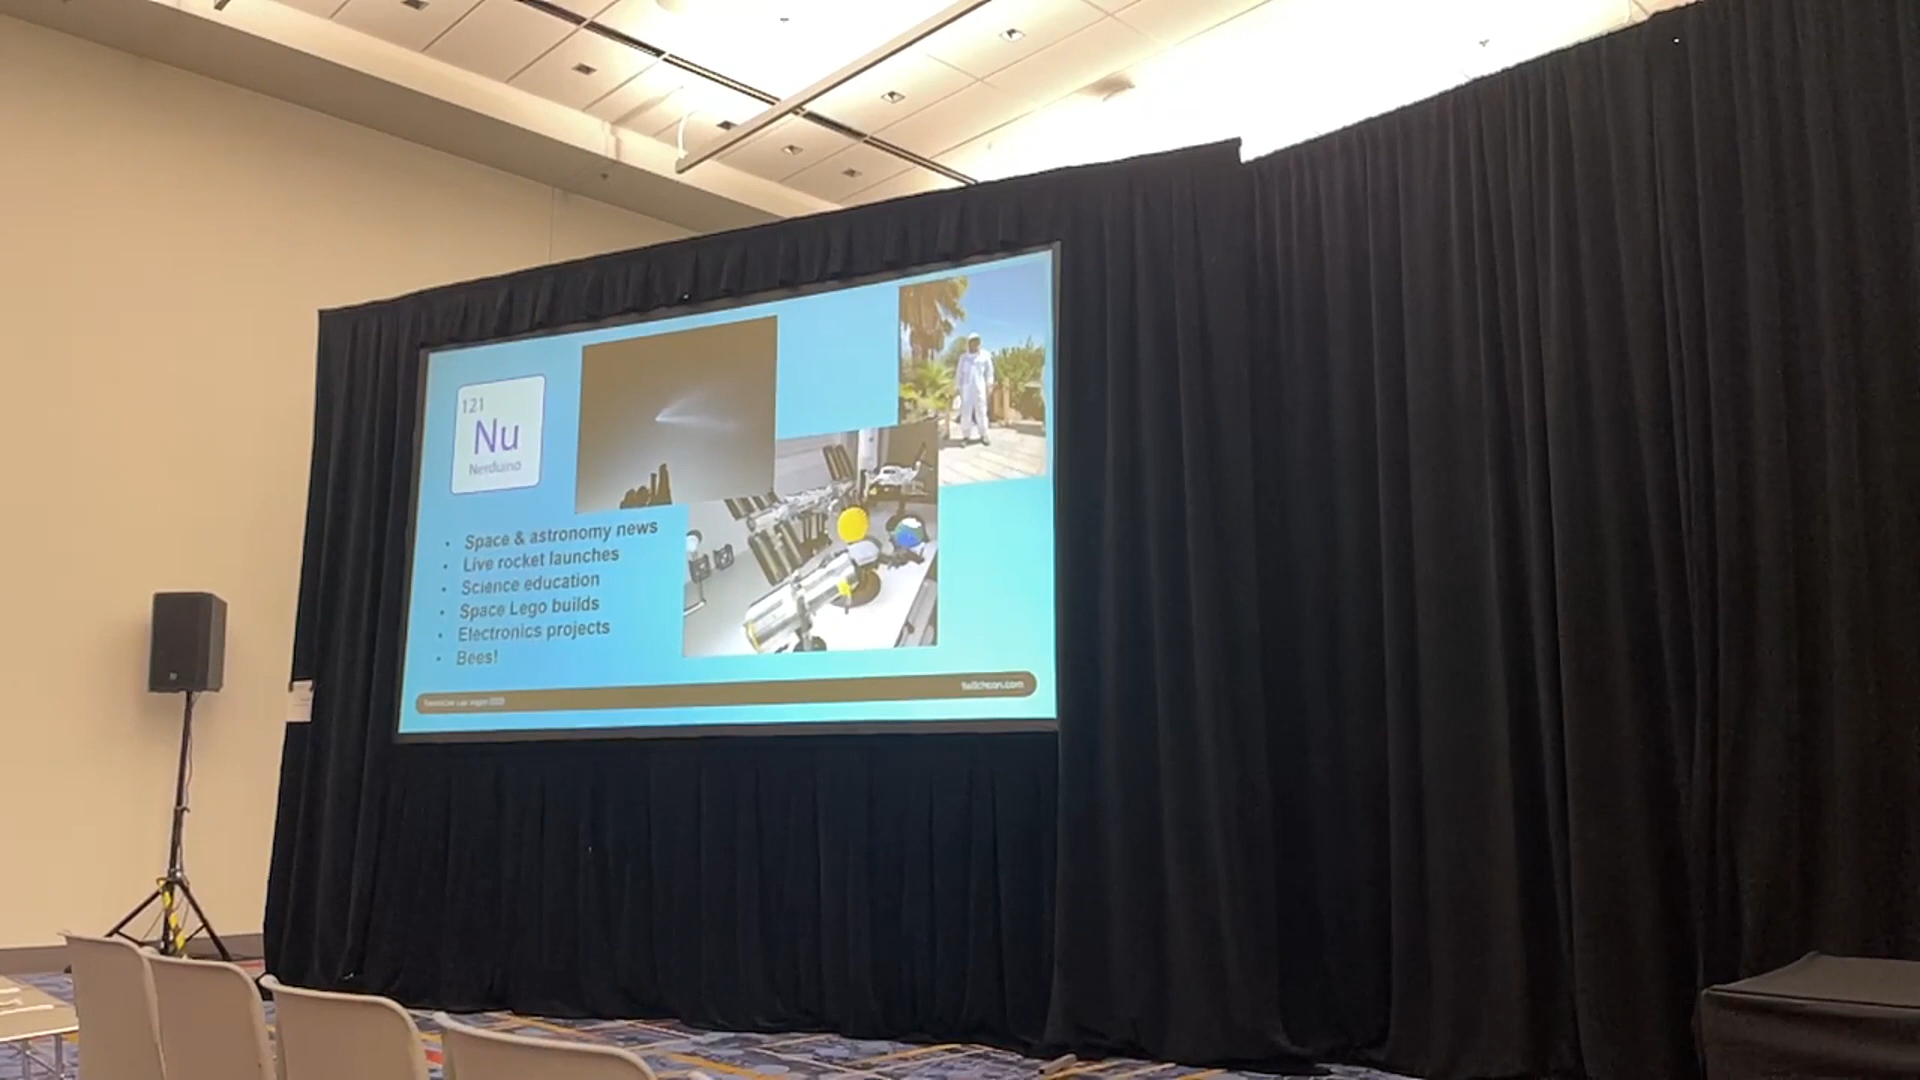 121
Nu
Nerduino
• Space & astronomy news
• Live rocket launches
• Science education
• Space Lego builds
• Electronics projects
• Bees!
twitchcon.com